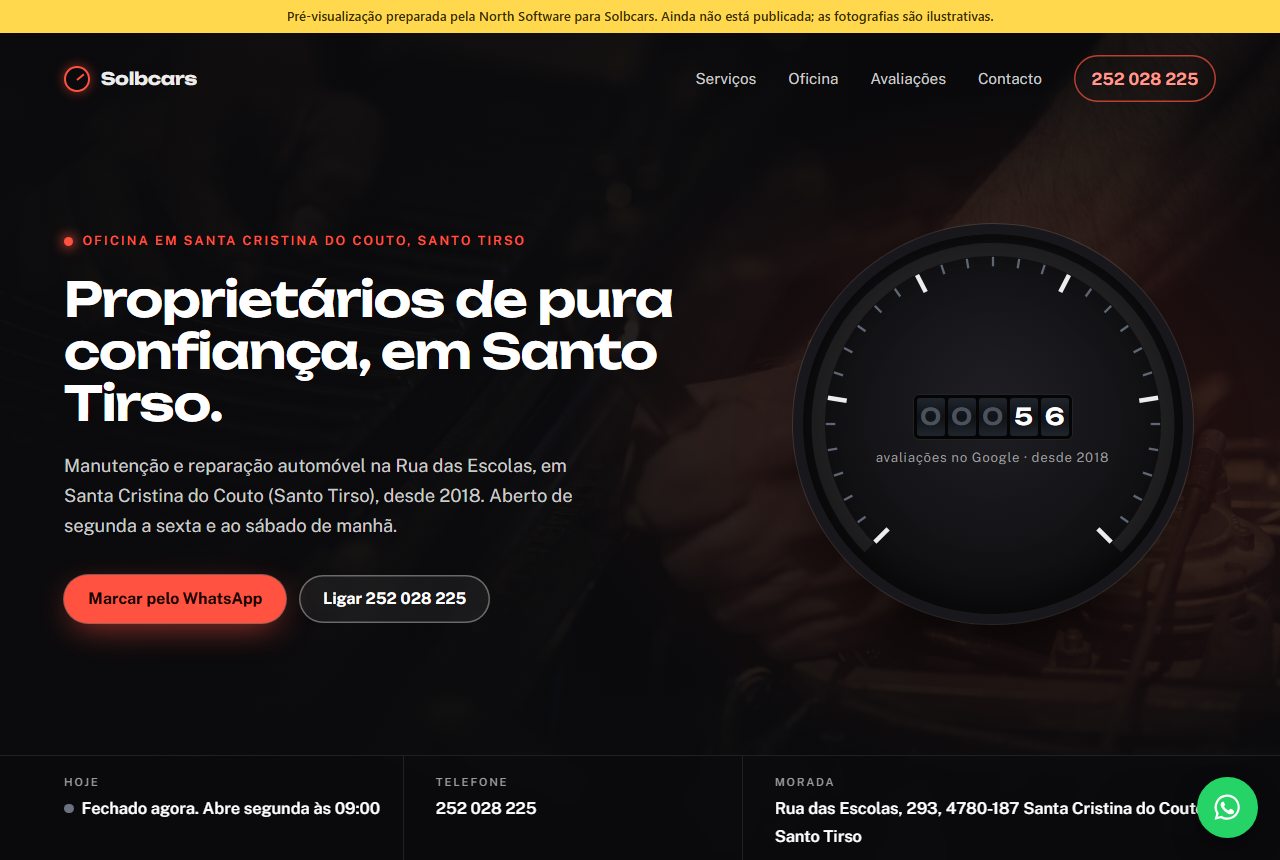 Pré-visualização preparada pela North Software para Solbcars. Ainda não está publicada; as fotografias são ilustrativas.
Solbcars
Serviços
Oficina
Avaliações
Contacto
252 028 225
OFICINA EM SANTA CRISTINA DO COUTO, SANTO TIRSO
Proprietários de pura
confiança, em Santo
Tirso.
Manutenção e reparação automóvel na Rua das Escolas, em
Santa Cristina do Couto (Santo Tirso), desde 2018. Aberto de
segunda a sexta e ao sábado de manhã.
Marcar pelo WhatsApp
Ligar 252 028 225
00056
avaliações no Google · desde 2018
HOJE
Fechado agora. Abre segunda às 09:00
TELEFONE
252 028 225
MORADA
Rua das Escolas, 293, 4780-187 Santa Cristina do Couto
Santo Tirso